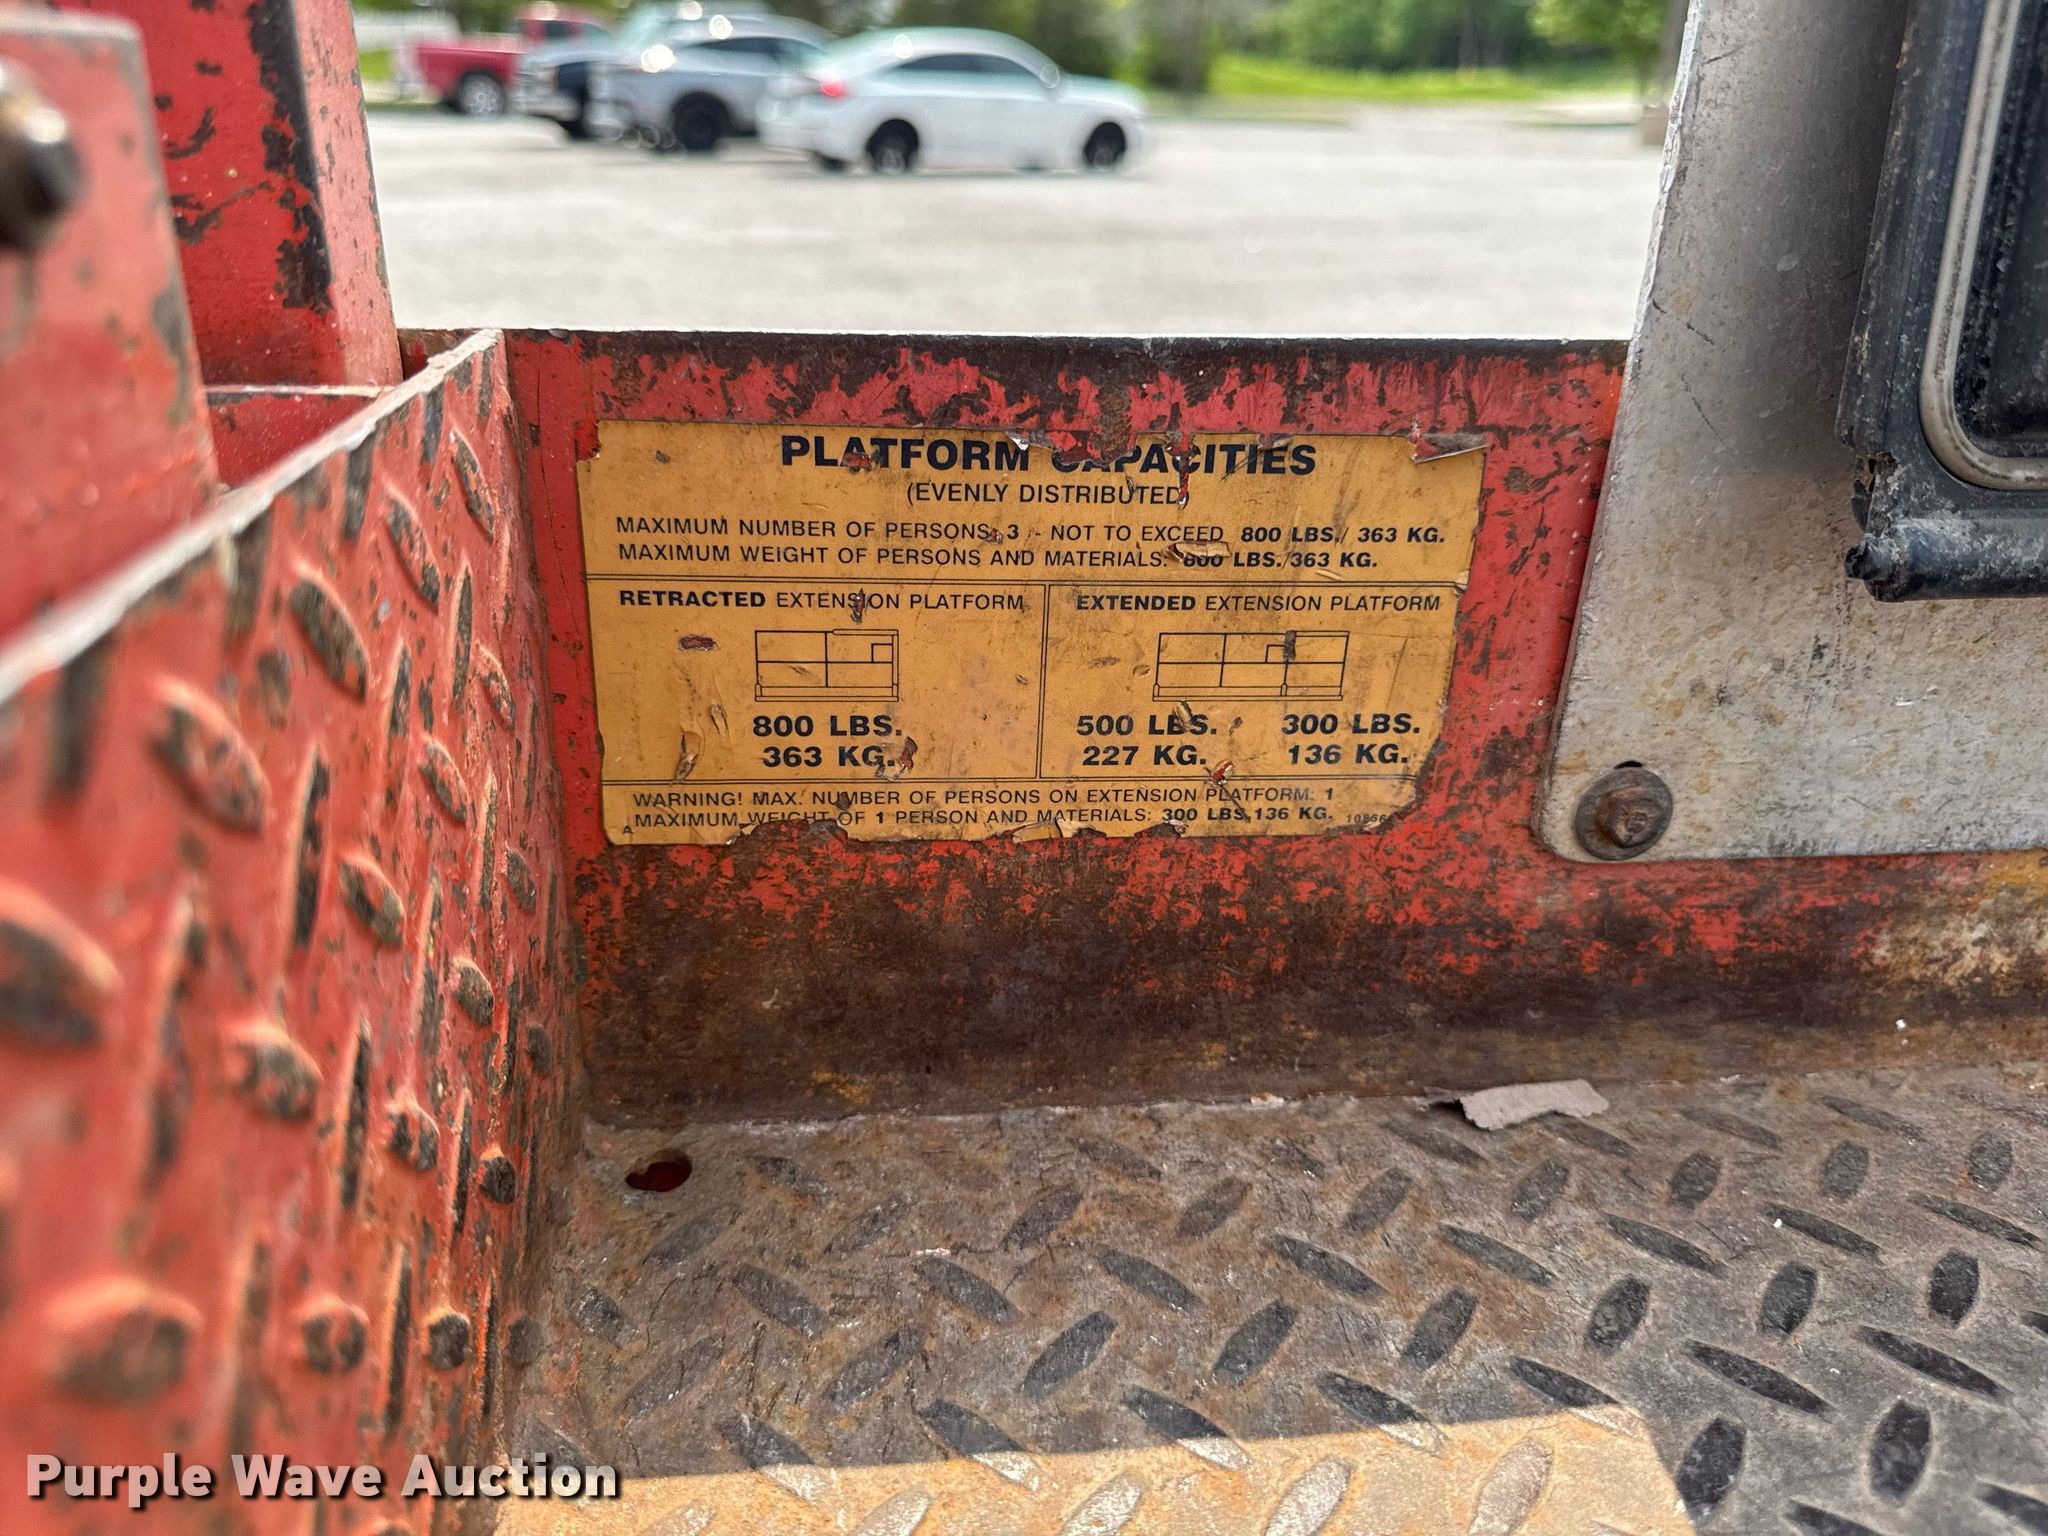 PLATFORM CAPACITIES
(EVENLY DISTRIBUTED)
MAXIMUM NUMBER OF PERSONS: 3 - NOT TO EXCEED 800 LBS./ 363 KG.
MAXIMUM WEIGHT OF PERSONS AND MATERIALS: 800 LBS./363 KG.
RETRACTED EXTENSION PLATFORM
EXTENDED EXTENSION PLATFORM
800 LBS.
363 KG.
500 LBS.
227 KG.
300 LBS.
136 KG.
WARNING! MAX. NUMBER OF PERSONS ON EXTENSION PLATFORM: 1
MAXIMUM WEIGHT OF 1 PERSON AND MATERIALS: 300 LBS,136 KG.
A
Purple Wave Auction